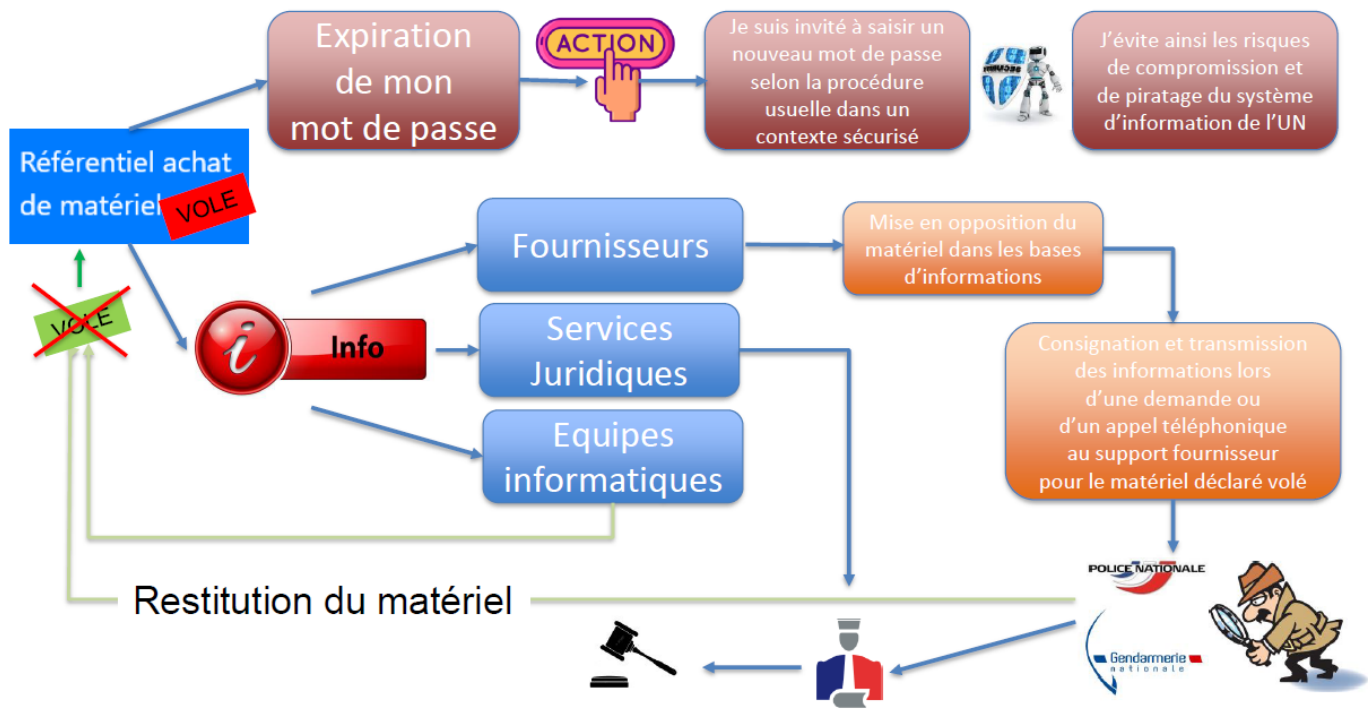 Expiration
de mon
mot de passe
ACTION
Je suis invité à saisir un
nouveau mot de passe
selon la procédure
usuelle dans un
contexte sécurisé
J'évite ainsi les risques
de compromission et
de piratage du système
d'information de l'UN
Référentiel achat
de matériel
VOLE
VOLE
i Info
Fournisseurs
Services
Juridiques
Equipes
informatiques
Mise en opposition du
matériel dans les bases
d'informations
Consignation et transmission
des informations lors
d'une demande ou
d'un appel téléphonique
au support fournisseur
pour le matériel déclaré volé
Restitution du matériel
POLICE NATIONALE
Gendarmerie
nationale